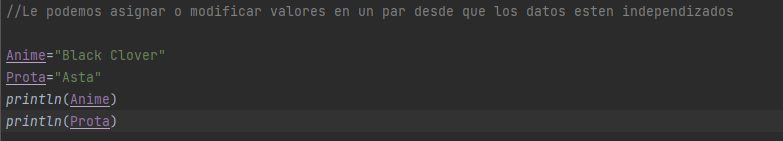 //Le podemos asignar o modificar valores en un par desde que los datos esten independizados
Anime="Black Clover"
Prota="Asta"
println(Anime)
println(Prota)